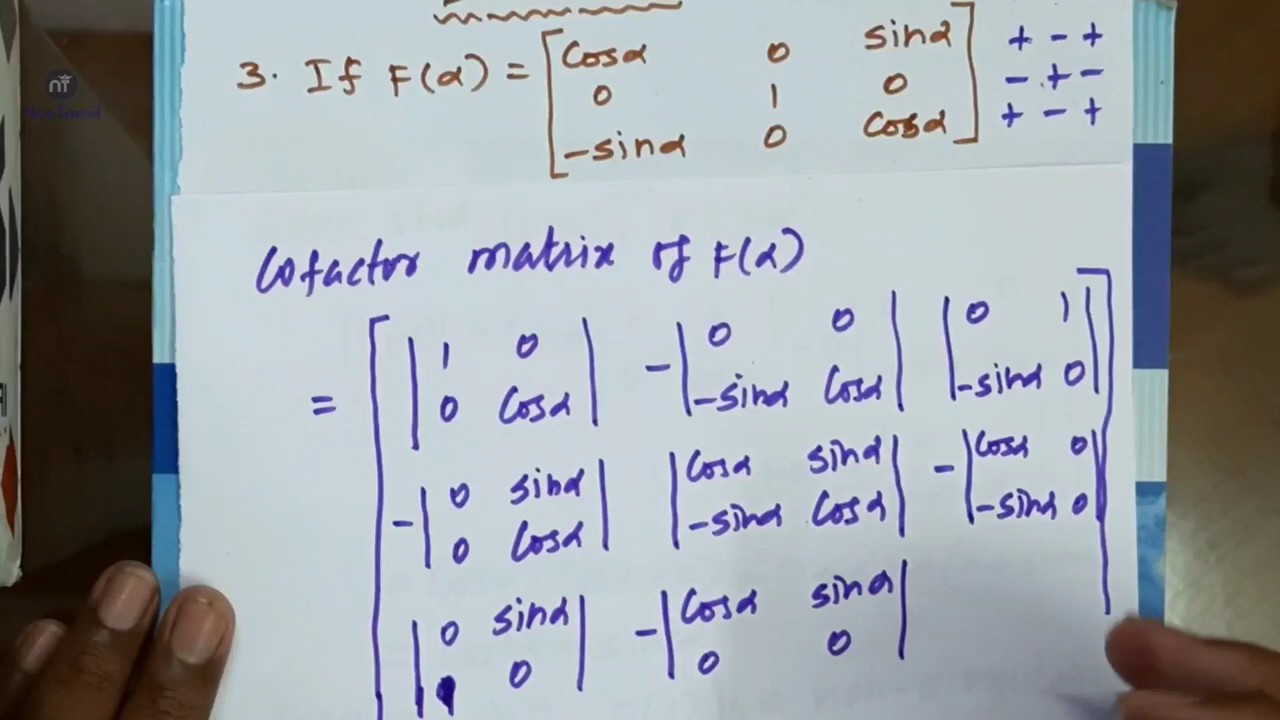 NeoTamil
3. If F(α) = [cosα 0 sinα] + - +
0 1 0 - + -
-sinα 0 cosα + - +
Cofactor matrix of F(α)
= [ |1 0| -|0 0| |0 1| ]
|0 cosα| |-sinα cosα| |-sinα 0|
-|0 sinα| |cosα sinα| -|cosα 0|
|0 cosα| |-sinα cosα| |-sinα 0|
|0 sinα| -|cosα sinα|
0| |0 0|